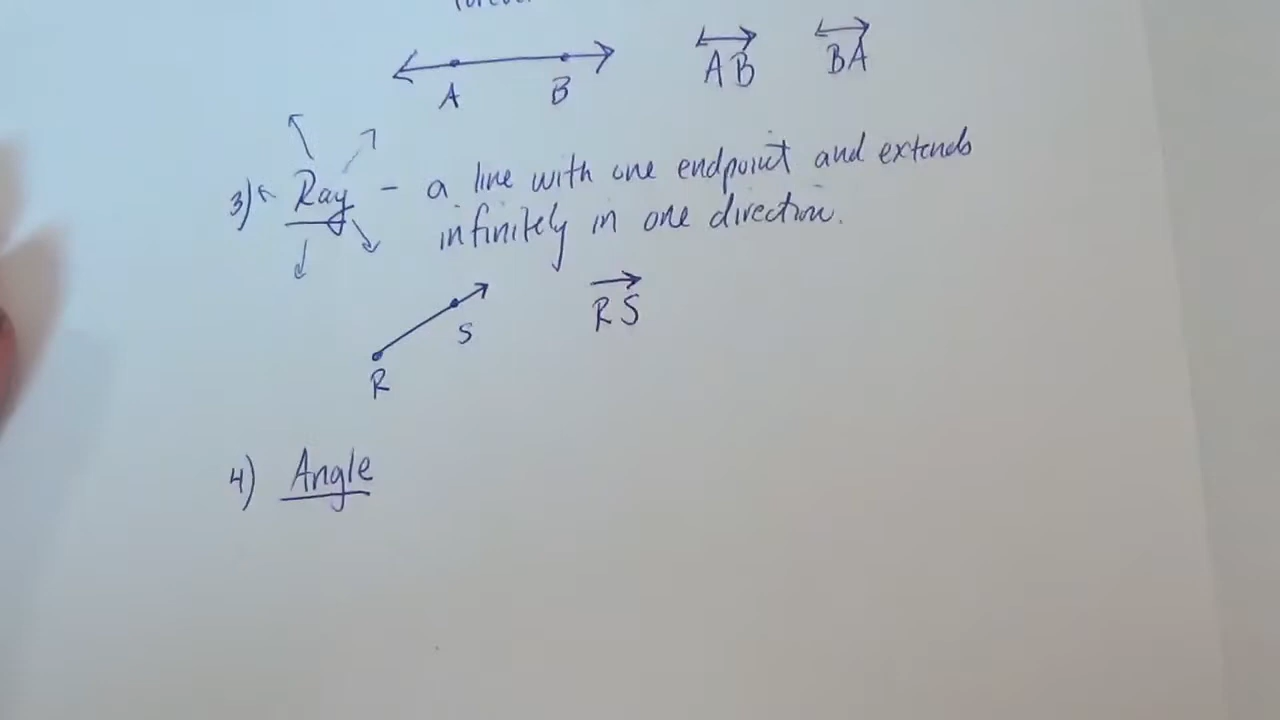 A B AB BA
3) Ray - a line with one endpoint and extends
infinitely in one direction.
S RS
R
4) Angle